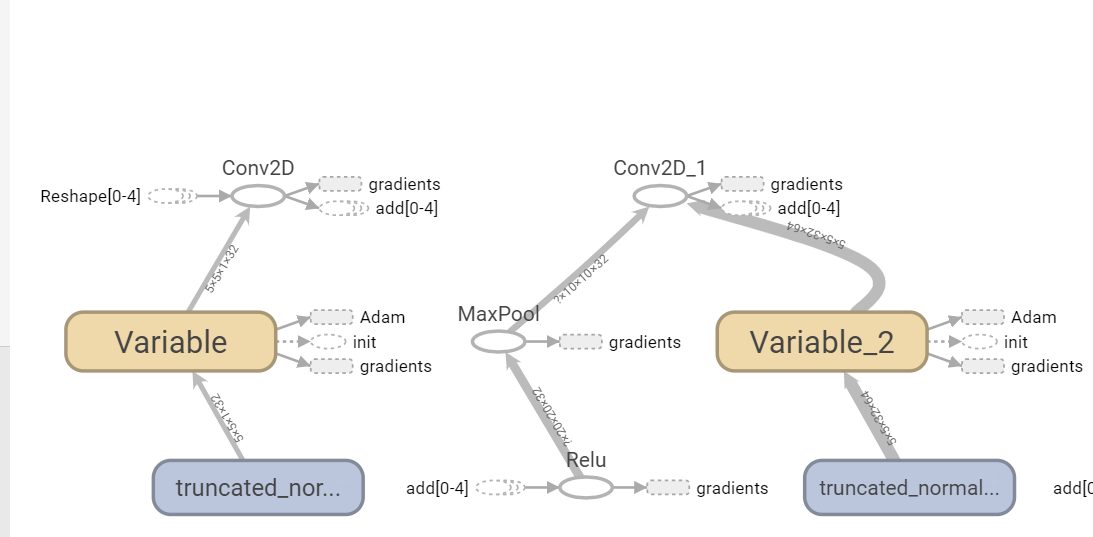 Conv2D
Reshape[0-4]
gradients
add[0-4]
5×5×1×32
Variable
Adam
init
gradients
5×5×1×32
truncated_nor...
Conv2D_1
gradients
add[0-4]
?×10×10×32
5×5×32×64
MaxPool
gradients
?×20×20×32
Relu
add[0-4]
gradients
Variable_2
Adam
init
gradients
5×5×32×64
truncated_normal...
add[0